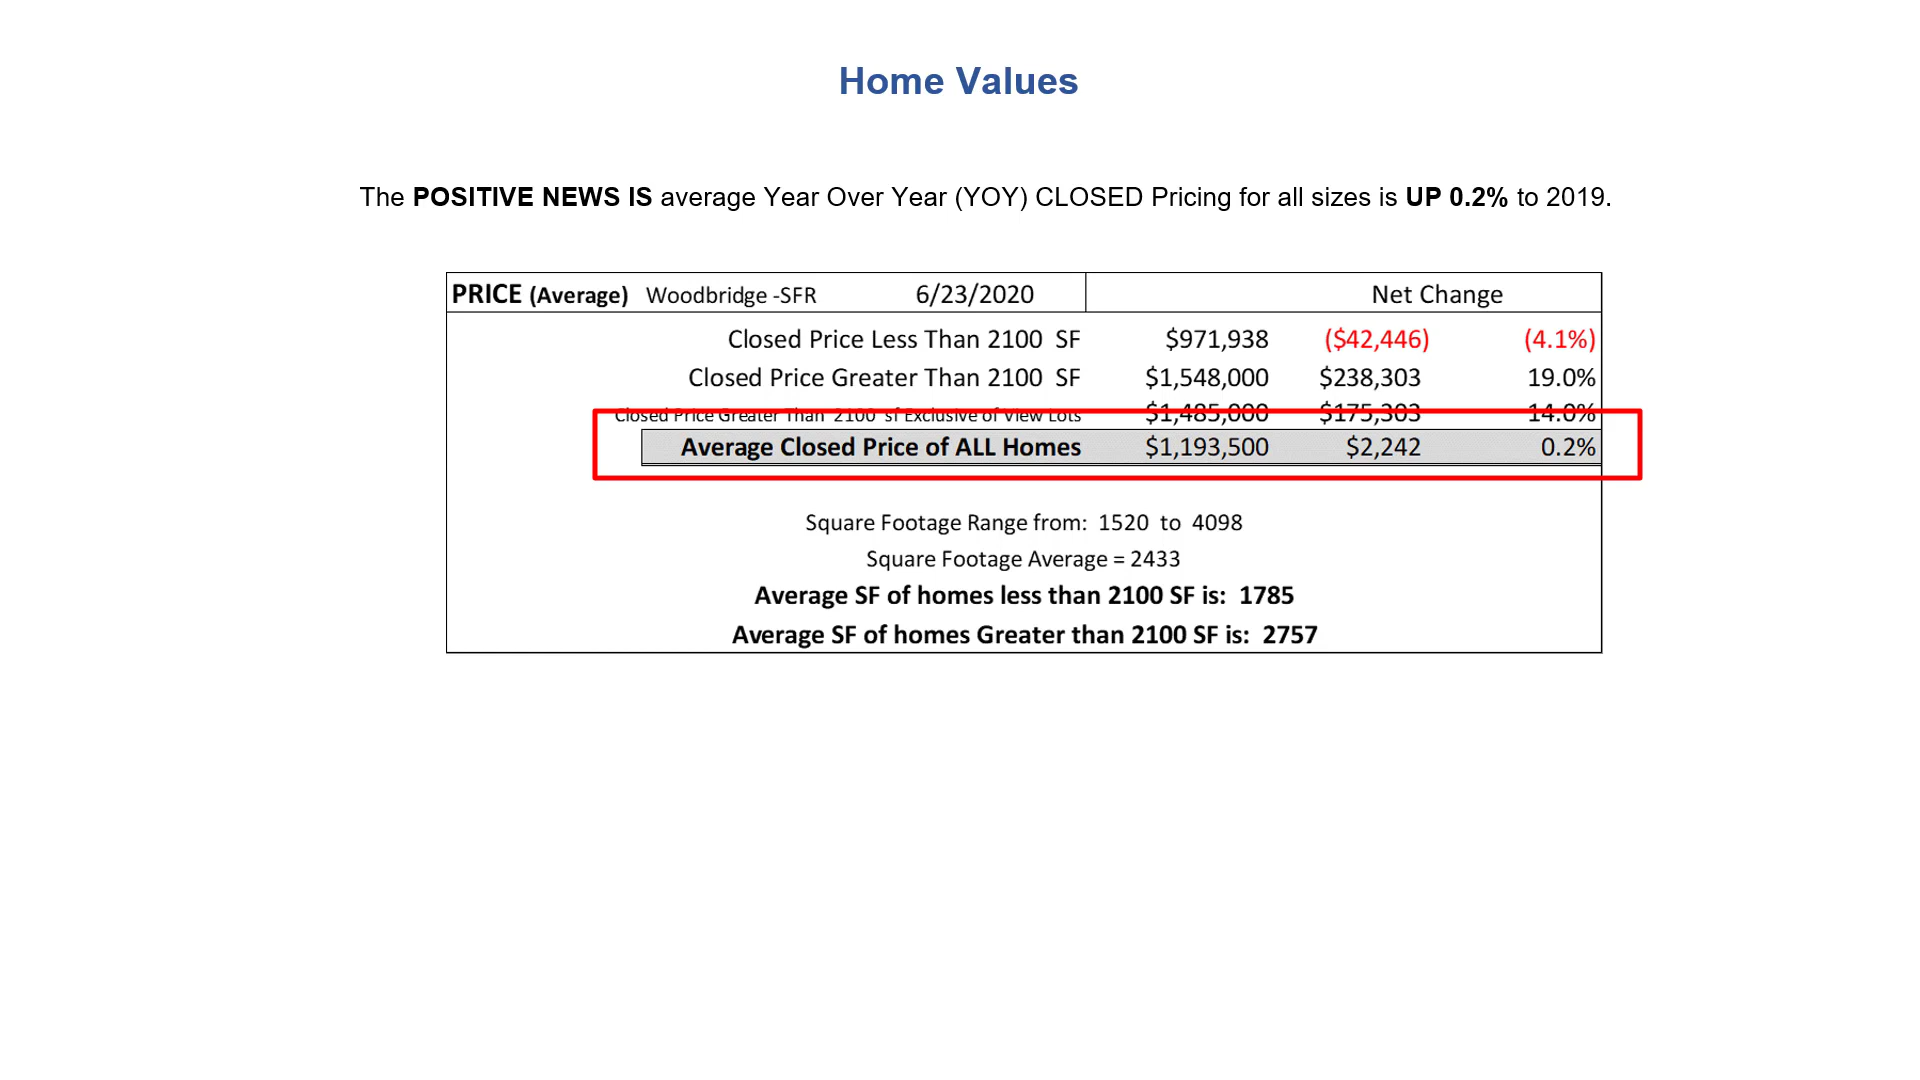 Home Values
The POSITIVE NEWS IS average Year Over Year (YOY) CLOSED Pricing for all sizes is UP 0.2% to 2019.
PRICE (Average) Woodbridge -SFR 6/23/2020 Net Change
Closed Price Less Than 2100 SF $971,938 ($42,446) (4.1%)
Closed Price Greater Than 2100 SF $1,548,000 $238,303 19.0%
Closed Price Greater Than 2100 sf Exclusive of View Lots $1,485,000 $175,303 14.0%
Average Closed Price of ALL Homes $1,193,500 $2,242 0.2%
Square Footage Range from: 1520 to 4098
Square Footage Average = 2433
Average SF of homes less than 2100 SF is: 1785
Average SF of homes Greater than 2100 SF is: 2757